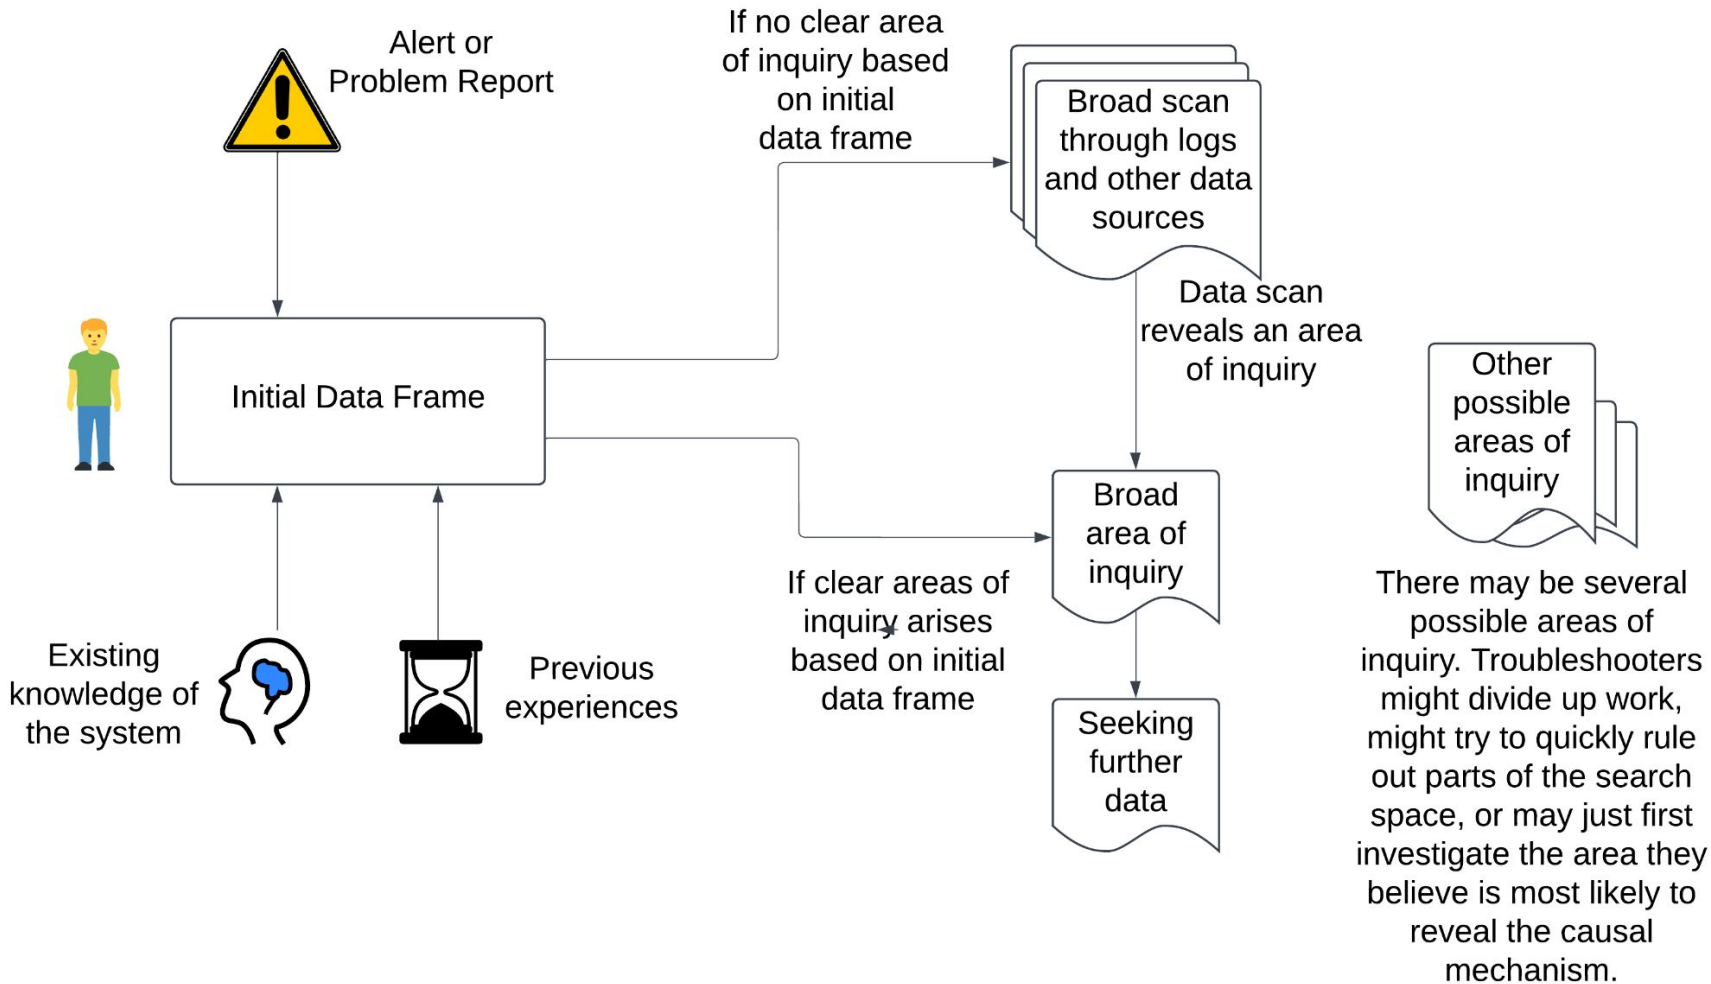 Alert or
Problem Report
If no clear area
of inquiry based
on initial
data frame
Broad scan
through logs
and other data
sources
Data scan
reveals an area
of inquiry
Initial Data Frame
Other
possible
areas of
inquiry
Broad
area of
inquiry
If clear areas of
inquiry arises
based on initial
data frame
Existing
knowledge of
the system
Previous
experiences
Seeking
further
data
There may be several
possible areas of
inquiry. Troubleshooters
might divide up work,
might try to quickly rule
out parts of the search
space, or may just first
investigate the area they
believe is most likely to
reveal the causal
mechanism.